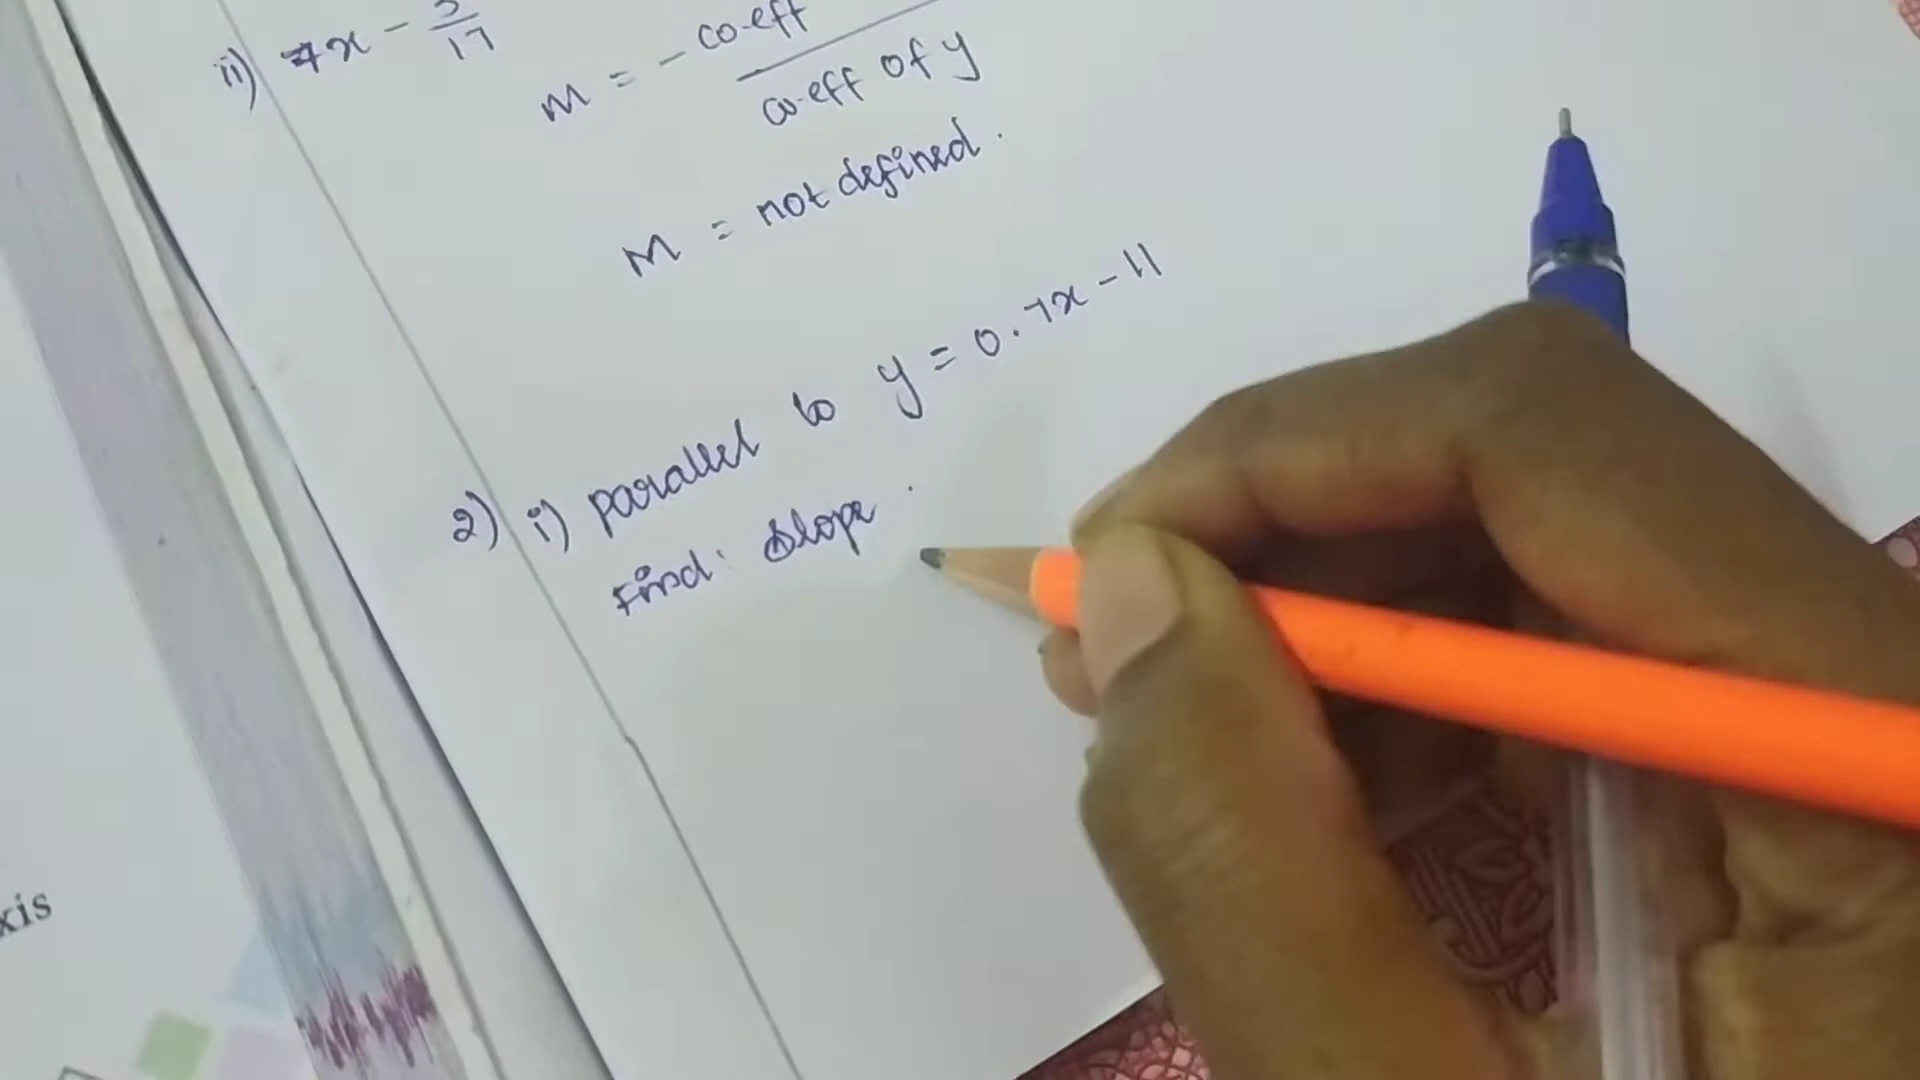 ii) 7x - 3/17
m = - co-eff / co-eff of y
M = not defined.
2) i) parallel to y = 0.7x - 11
Find: Slope.
xis